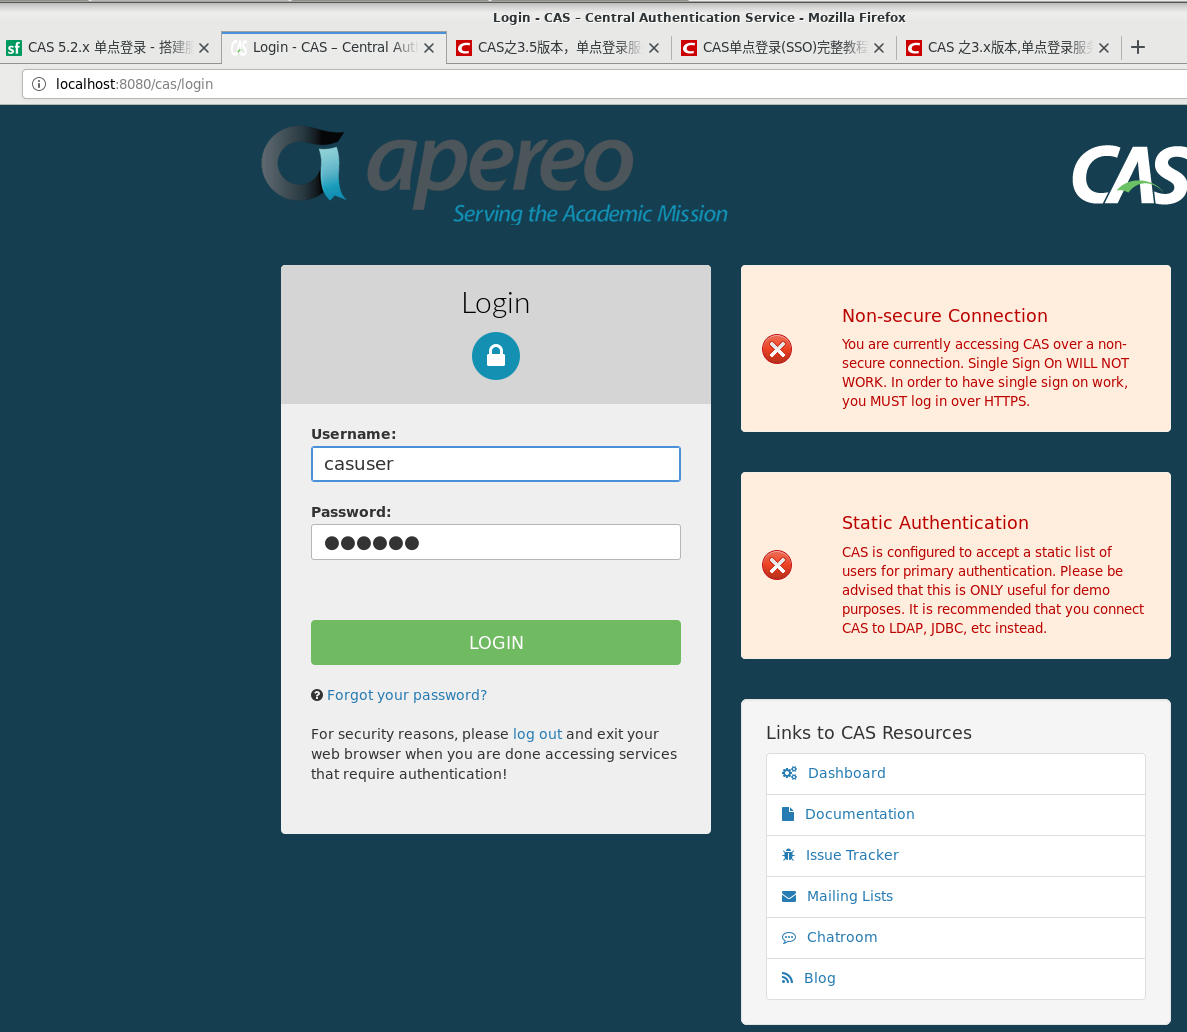 Login - CAS – Central Authentication Service - Mozilla Firefox
CAS 5.2.x 单点登录 - 搭建服
Login - CAS – Central Aut
CAS之3.5版本，单点登录服
CAS单点登录(SSO)完整教程
CAS 之3.x版本,单点登录服务
localhost:8080/cas/login
apereo
Serving the Academic Mission
CAS
Login
Username:
casuser
Password:
●●●●●●
LOGIN
Forgot your password?
For security reasons, please log out and exit your
web browser when you are done accessing services
that require authentication!
Non-secure Connection
You are currently accessing CAS over a non-
secure connection. Single Sign On WILL NOT
WORK. In order to have single sign on work,
you MUST log in over HTTPS.
Static Authentication
CAS is configured to accept a static list of
users for primary authentication. Please be
advised that this is ONLY useful for demo
purposes. It is recommended that you connect
CAS to LDAP, JDBC, etc instead.
Links to CAS Resources
Dashboard
Documentation
Issue Tracker
Mailing Lists
Chatroom
Blog